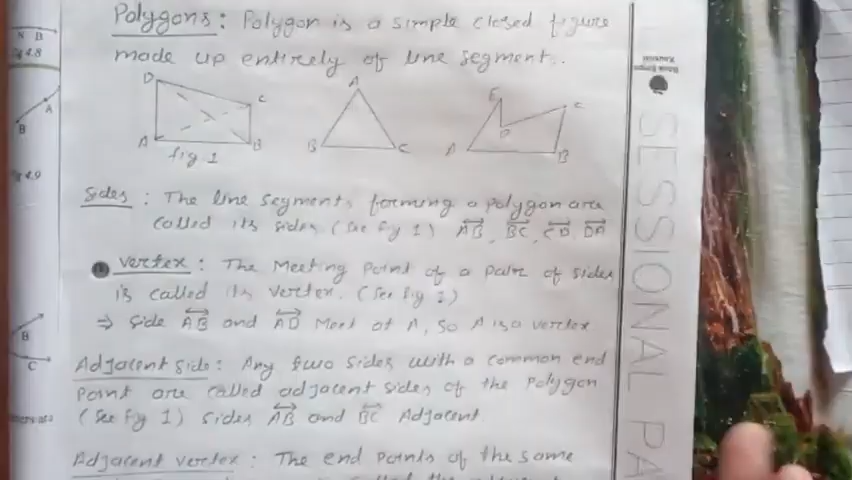 Polygons : Polygon is a simple closed figure
made up entirely of line segment.
D
C
A
B
fig 1
A
B
C
E
C
D
A
B
Sides : The line segments forming a polygon are
called its sides (see fig 1) AB, BC, CD DA
Vertex : The Meeting Point of a pair of sides
is called its vertex. (See fig 1)
⇒ Side AB and AD Meet at A, so A is a vertex
Adjacent side: Any two sides with a common end
point are called adjacent sides of the polygon
(See fig 1) sides AB and BC Adjacent.
Adjacent vertex : The end points of the same
N B
4.8
A
B
4.9
B
C
SESSIONAL PA